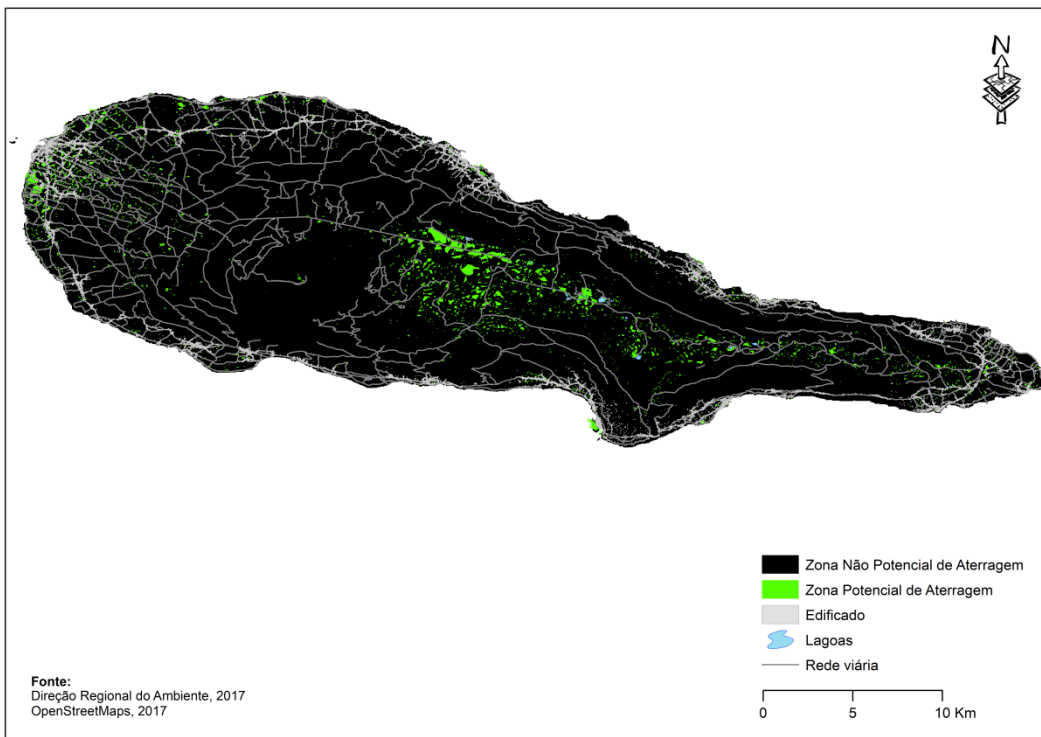 N
Zona Não Potencial de Aterragem
Zona Potencial de Aterragem
Edificado
Lagoas
Rede viária
Fonte:
Direção Regional do Ambiente, 2017
OpenStreetMaps, 2017
0 5 10 Km